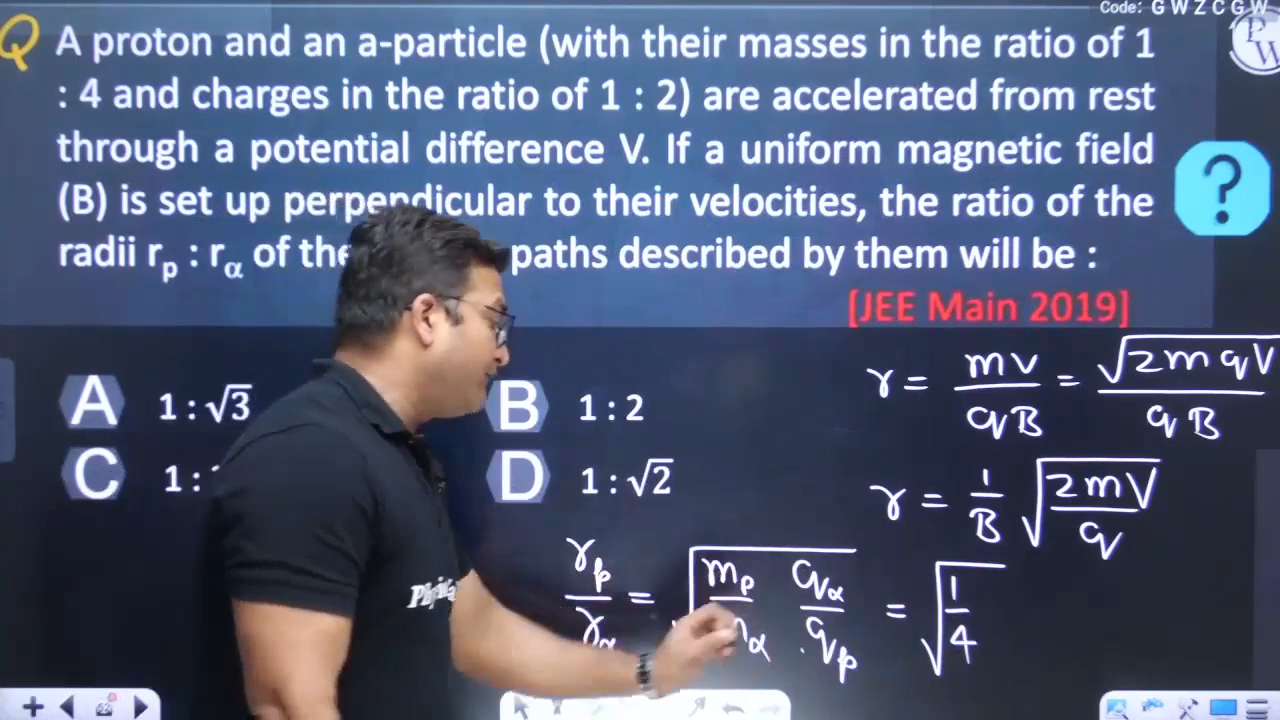 Code: G W Z C G W
Q A proton and an a-particle (with their masses in the ratio of 1
: 4 and charges in the ratio of 1 : 2) are accelerated from rest
through a potential difference V. If a uniform magnetic field
(B) is set up perpendicular to their velocities, the ratio of the
radii rₚ : rα of the paths described by them will be :
[JEE Main 2019]
A 1 : √3
B 1 : 2
C 1 :
D 1 : √2
r = mv/qB = √2mqV/qB
r = 1/B √(2mV/q)
rₚ/rα = √(mₚ/mα qα/qₚ) = √(1/4)
?
P W